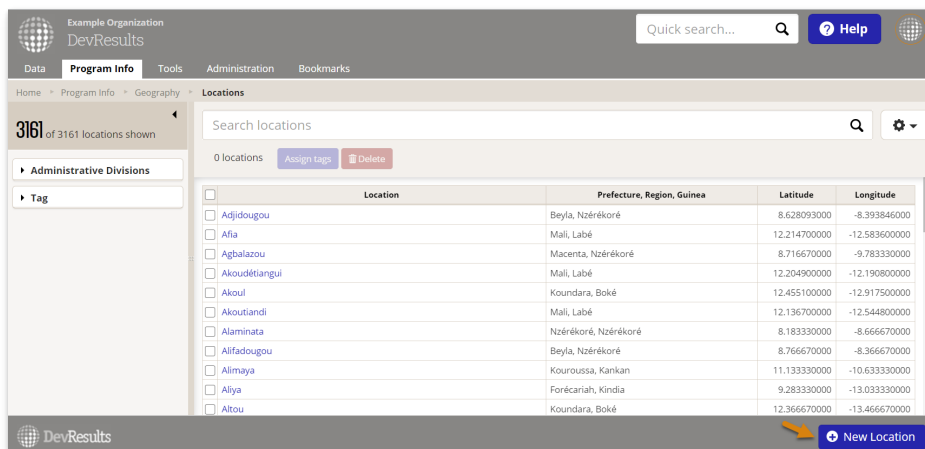 Example Organization
DevResults
Quick search...
Help
Data Program Info Tools Administration Bookmarks
Home Program Info Geography Locations
3161 of 3161 locations shown
Search locations
0 locations Assign tags Delete
Administrative Divisions
Tag
Location Prefecture, Region, Guinea Latitude Longitude
Adjidougou Beyla, Nzérékoré 8.628093000 -8.393846000
Afia Mali, Labé 12.214700000 -12.583600000
Agbalazou Macenta, Nzérékoré 8.716670000 -9.783330000
Akoudétiangui Mali, Labé 12.204900000 -12.190800000
Akoul Koundara, Boké 12.455100000 -12.917500000
Akoutiandi Mali, Labé 12.136700000 -12.544800000
Alaminata Nzérékoré, Nzérékoré 8.183330000 -8.666670000
Alifadougou Beyla, Nzérékoré 8.766670000 -8.366670000
Alimaya Kouroussa, Kankan 11.133330000 -10.633330000
Aliya Forécariah, Kindia 9.283330000 -13.033330000
Altou Koundara, Boké 12.366670000 -13.466670000
DevResults
New Location